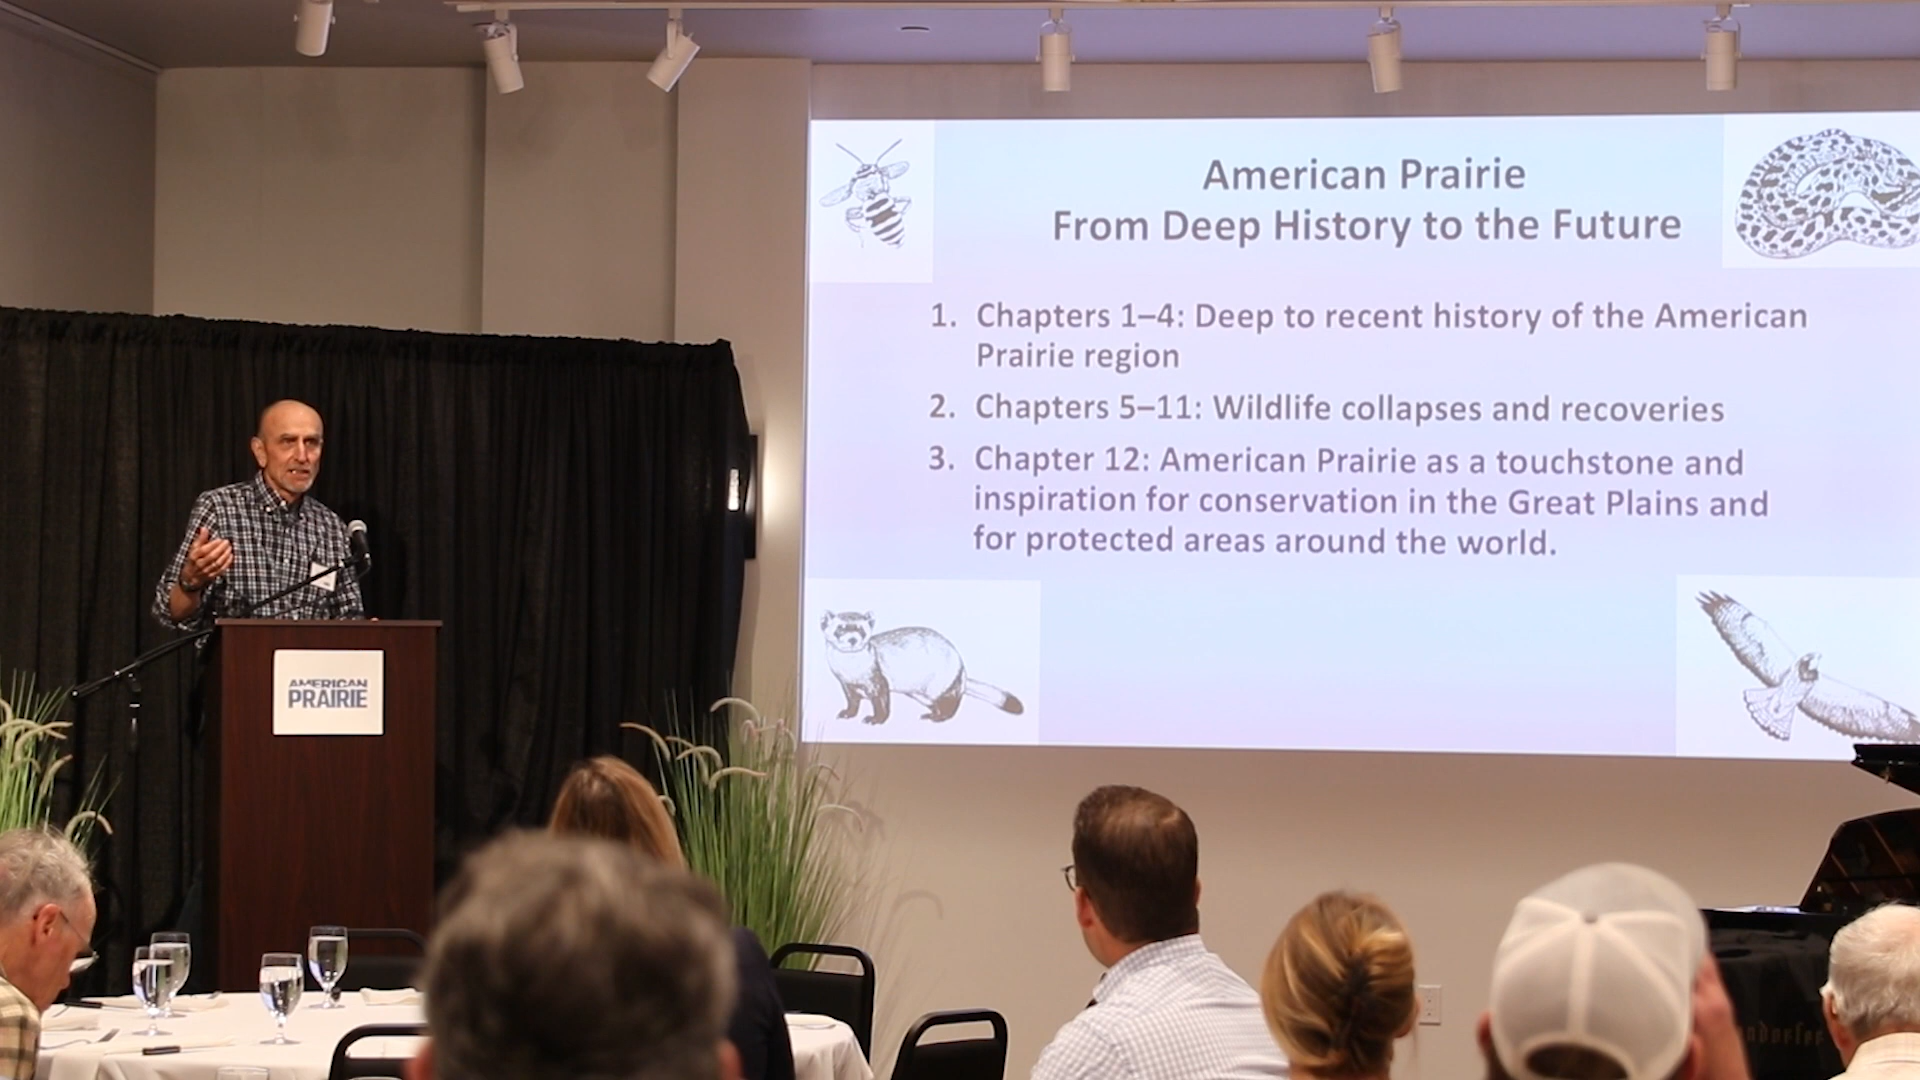 American Prairie
From Deep History to the Future
1. Chapters 1–4: Deep to recent history of the American
Prairie region
2. Chapters 5–11: Wildlife collapses and recoveries
3. Chapter 12: American Prairie as a touchstone and
inspiration for conservation in the Great Plains and
for protected areas around the world.
AMERICAN
PRAIRIE